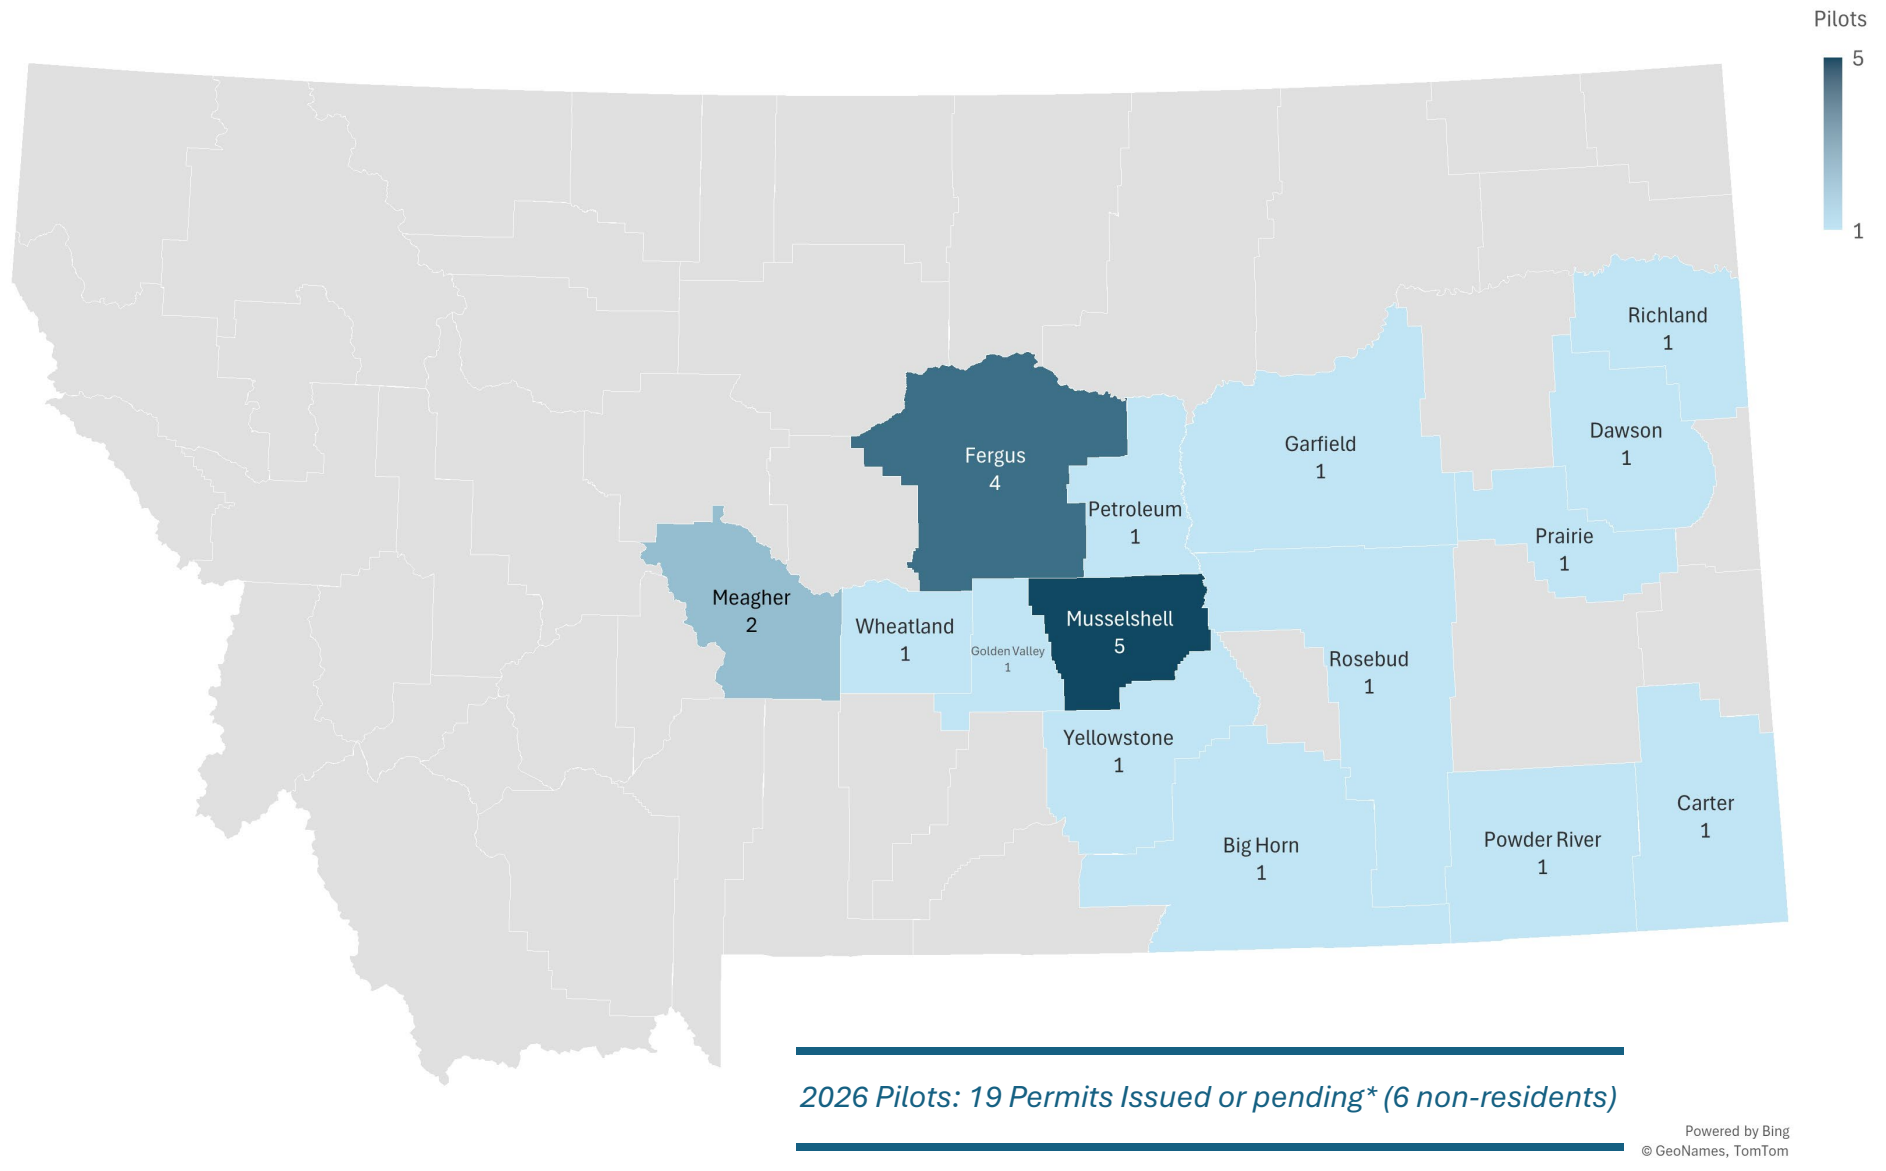 Pilots
5
1
Richland
1
Dawson
1
Garfield
1
Fergus
4
Petroleum
1
Prairie
1
Meagher
2
Wheatland
1
Golden Valley
1
Musselshell
5
Rosebud
1
Yellowstone
1
Carter
1
Big Horn
1
Powder River
1
2026 Pilots: 19 Permits Issued or pending* (6 non-residents)
Powered by Bing
© GeoNames, TomTom